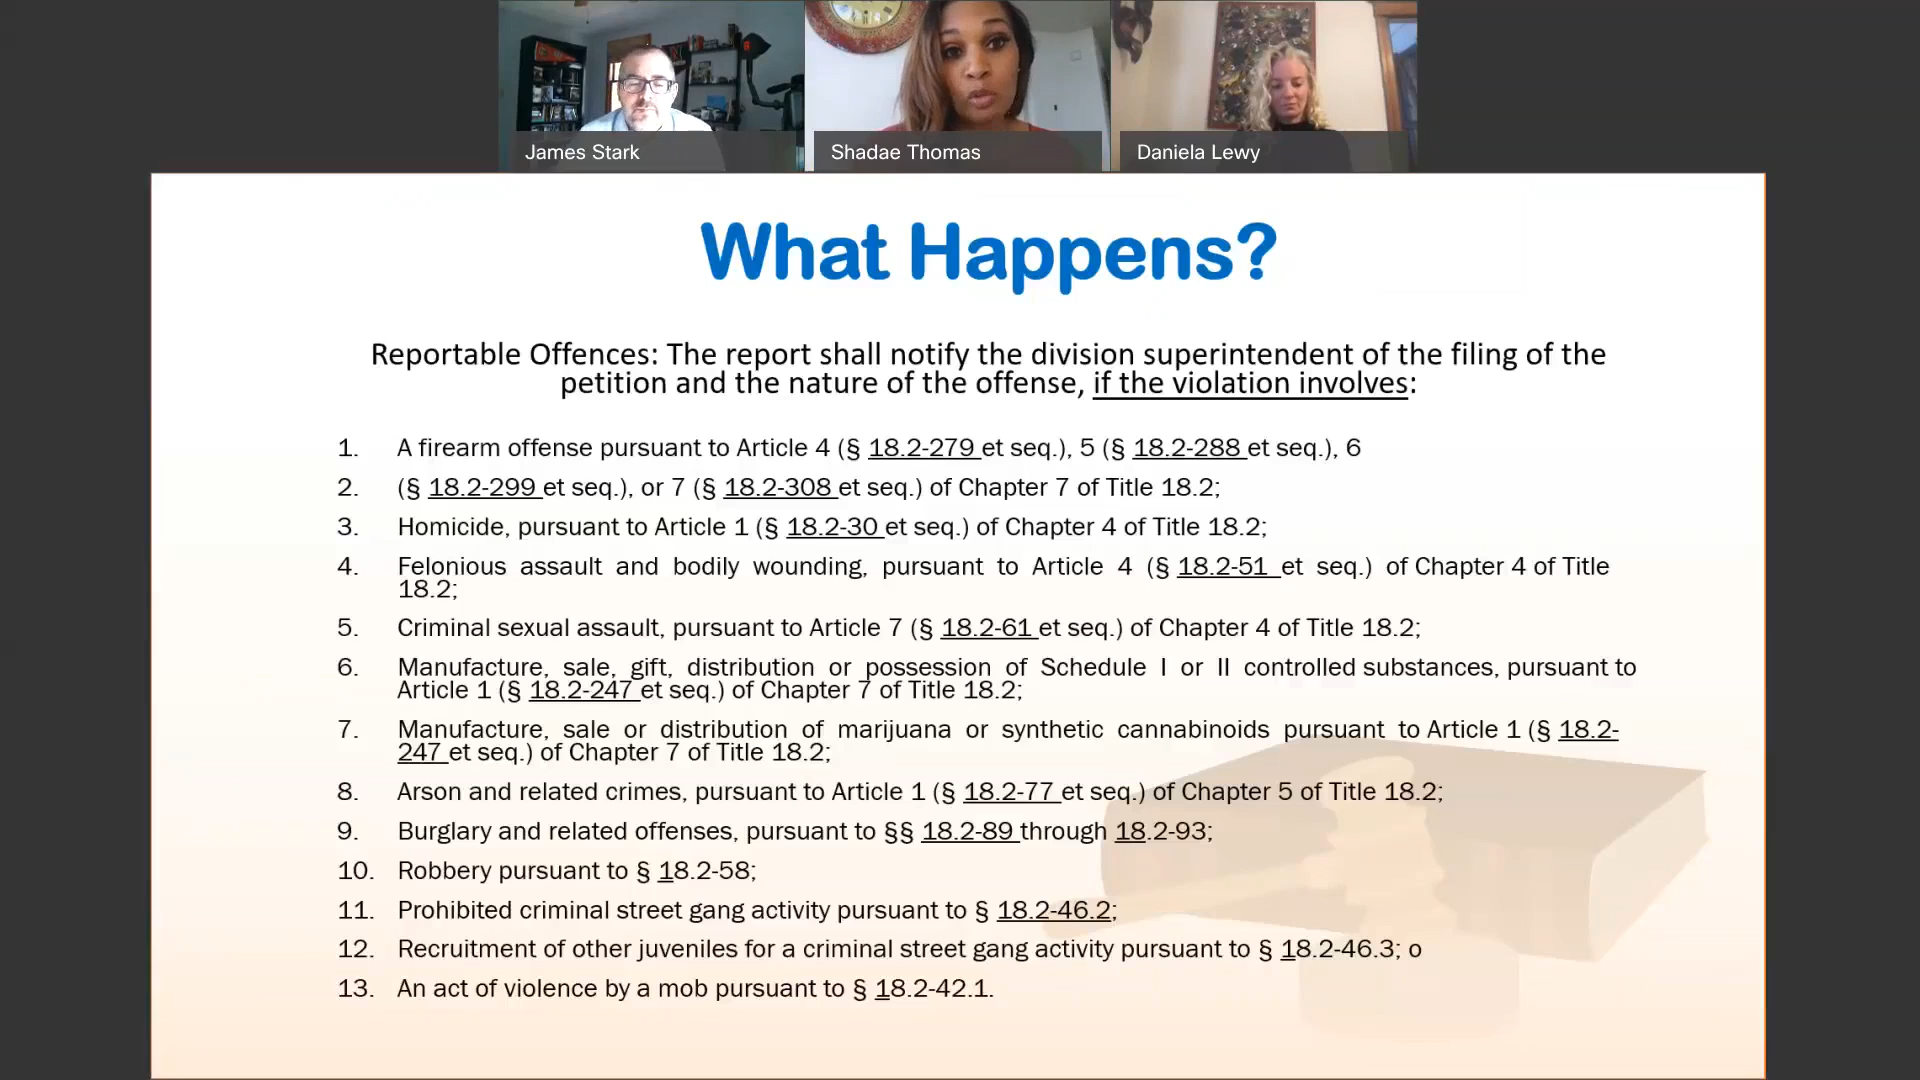 James Stark
Shadae Thomas
Daniela Lewy
What Happens?
Reportable Offences: The report shall notify the division superintendent of the filing of the
petition and the nature of the offense, if the violation involves:
1. A firearm offense pursuant to Article 4 (§ 18.2-279 et seq.), 5 (§ 18.2-288 et seq.), 6
2. (§ 18.2-299 et seq.), or 7 (§ 18.2-308 et seq.) of Chapter 7 of Title 18.2;
3. Homicide, pursuant to Article 1 (§ 18.2-30 et seq.) of Chapter 4 of Title 18.2;
4. Felonious assault and bodily wounding, pursuant to Article 4 (§ 18.2-51 et seq.) of Chapter 4 of Title
18.2;
5. Criminal sexual assault, pursuant to Article 7 (§ 18.2-61 et seq.) of Chapter 4 of Title 18.2;
6. Manufacture, sale, gift, distribution or possession of Schedule I or II controlled substances, pursuant to
Article 1 (§ 18.2-247 et seq.) of Chapter 7 of Title 18.2;
7. Manufacture, sale or distribution of marijuana or synthetic cannabinoids pursuant to Article 1 (§ 18.2-
247 et seq.) of Chapter 7 of Title 18.2;
8. Arson and related crimes, pursuant to Article 1 (§ 18.2-77 et seq.) of Chapter 5 of Title 18.2;
9. Burglary and related offenses, pursuant to §§ 18.2-89 through 18.2-93;
10. Robbery pursuant to § 18.2-58;
11. Prohibited criminal street gang activity pursuant to § 18.2-46.2;
12. Recruitment of other juveniles for a criminal street gang activity pursuant to § 18.2-46.3; o
13. An act of violence by a mob pursuant to § 18.2-42.1.